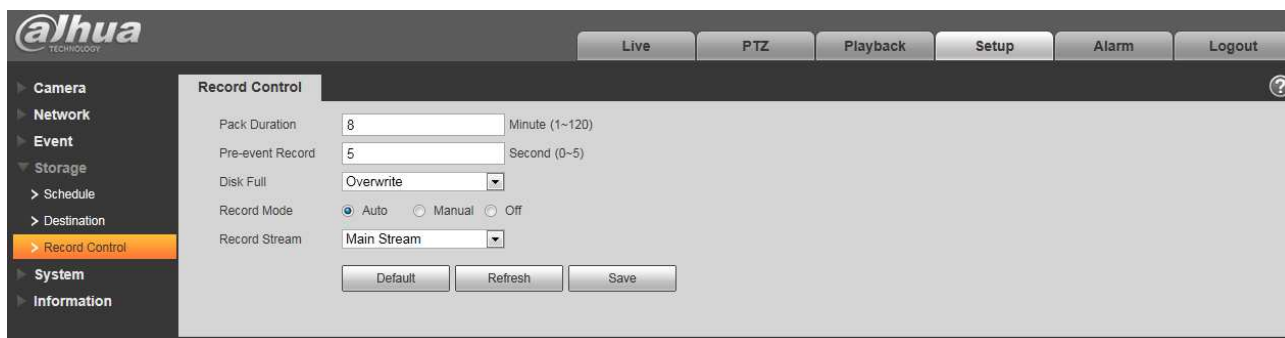 alhua
TECHNOLOGY
Live PTZ Playback Setup Alarm Logout
Camera
Network
Event
Storage
> Schedule
> Destination
> Record Control
System
Information
Record Control
?
Pack Duration 8 Minute (1~120)
Pre-event Record 5 Second (0~5)
Disk Full Overwrite
Record Mode Auto Manual Off
Record Stream Main Stream
Default Refresh Save